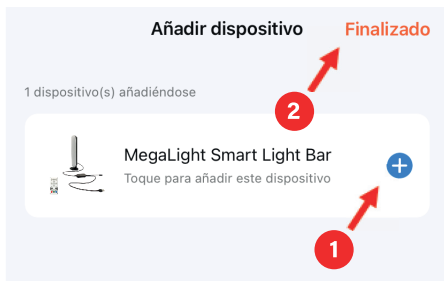 Añadir dispositivo
Finalizado
2
1 dispositivo(s) añadiéndose
MegaLight Smart Light Bar
Toque para añadir este dispositivo
1